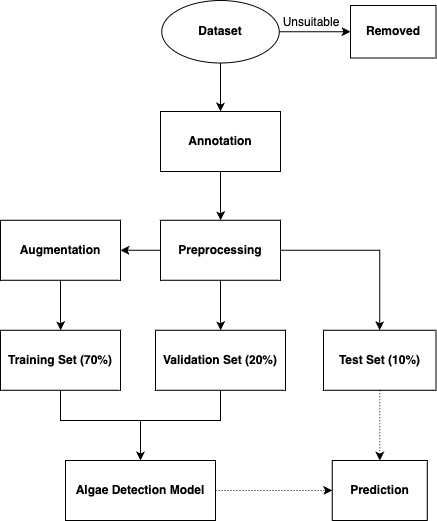 Dataset
Unsuitable
Removed
Annotation
Augmentation
Preprocessing
Training Set (70%)
Validation Set (20%)
Test Set (10%)
Algae Detection Model
Prediction